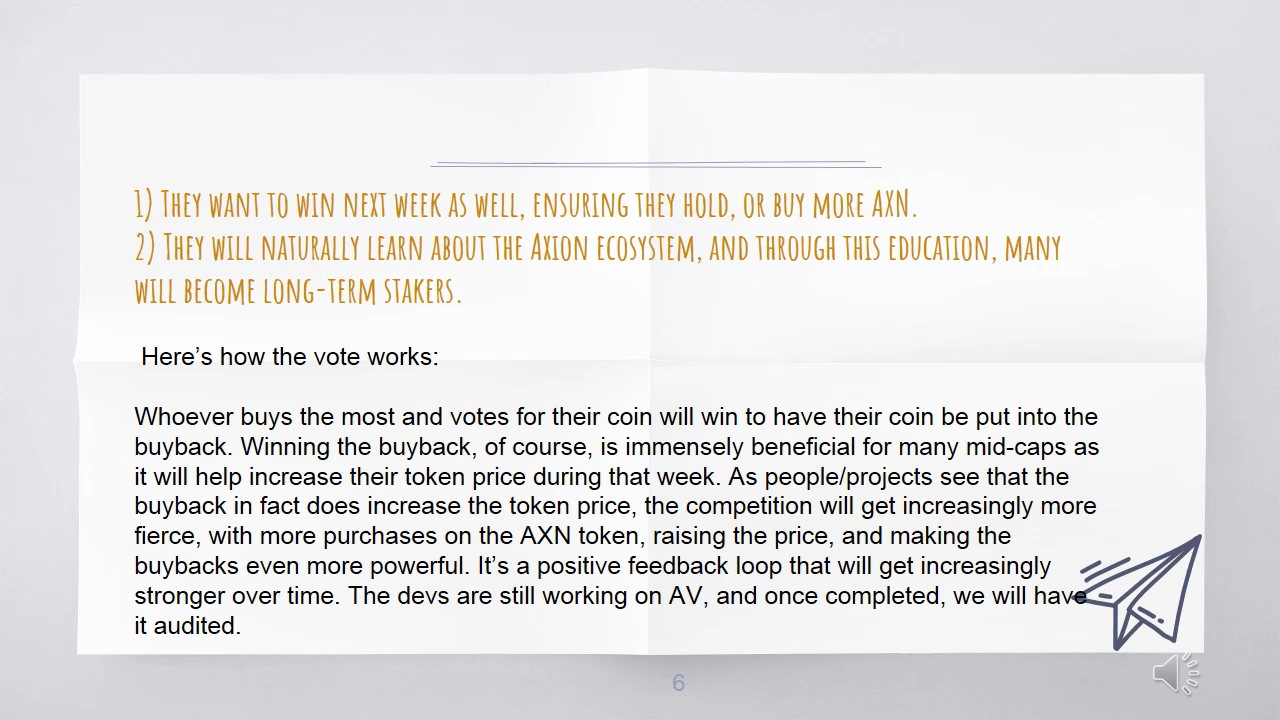 1) They want to win next week as well, ensuring they hold, or buy more AXN.
2) They will naturally learn about the Axion ecosystem, and through this education, many
will become long-term stakers.
Here’s how the vote works:
Whoever buys the most and votes for their coin will win to have their coin be put into the
buyback. Winning the buyback, of course, is immensely beneficial for many mid-caps as
it will help increase their token price during that week. As people/projects see that the
buyback in fact does increase the token price, the competition will get increasingly more
fierce, with more purchases on the AXN token, raising the price, and making the
buybacks even more powerful. It’s a positive feedback loop that will get increasingly
stronger over time. The devs are still working on AV, and once completed, we will have
it audited.
6